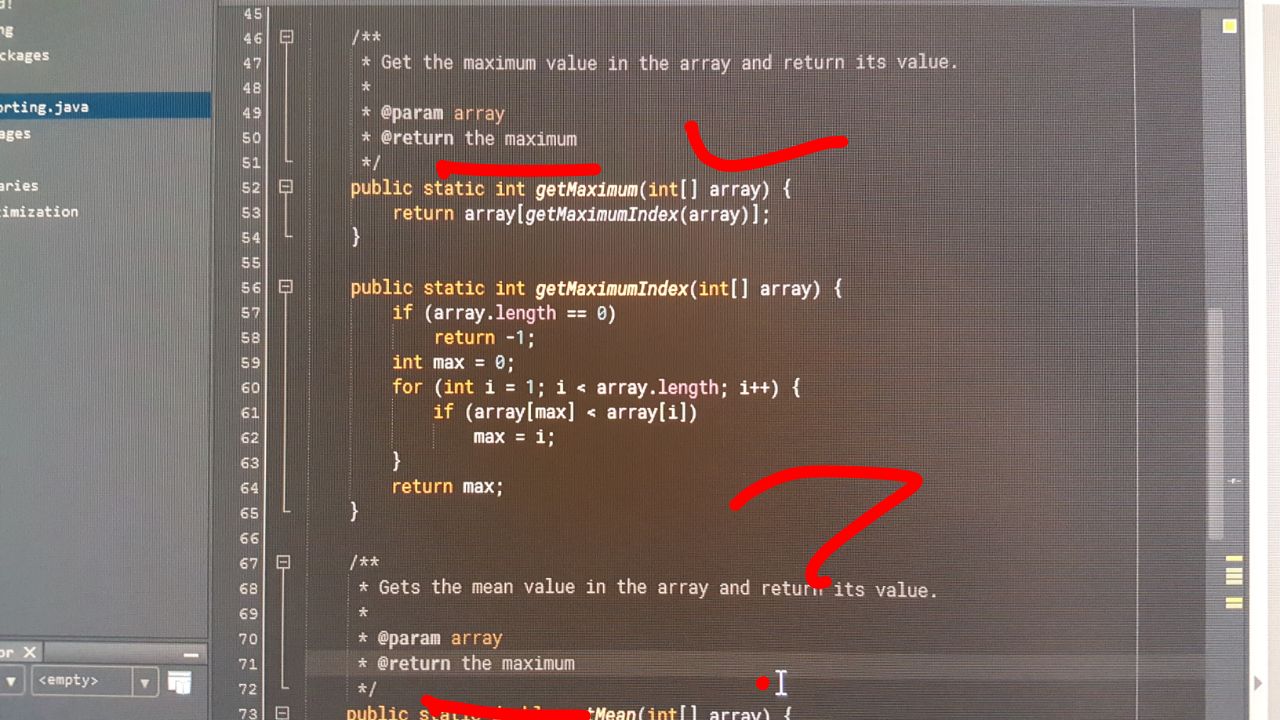 ckages
orting.java
ages
aries
timization
or X
<empty>
45
46 /**
47 * Get the maximum value in the array and return its value.
48 *
49 * @param array
50 * @return the maximum
51 */
52 public static int getMaximum(int[] array) {
53 return array[getMaximumIndex(array)];
54 }
55
56 public static int getMaximumIndex(int[] array) {
57 if (array.length == 0)
58 return -1;
59 int max = 0;
60 for (int i = 1; i < array.length; i++) {
61 if (array[max] < array[i])
62 max = i;
63 }
64 return max;
65 }
66
67 /**
68 * Gets the mean value in the array and return its value.
69 *
70 * @param array
71 * @return the maximum
72 */
73 public tMean(int[] array) {